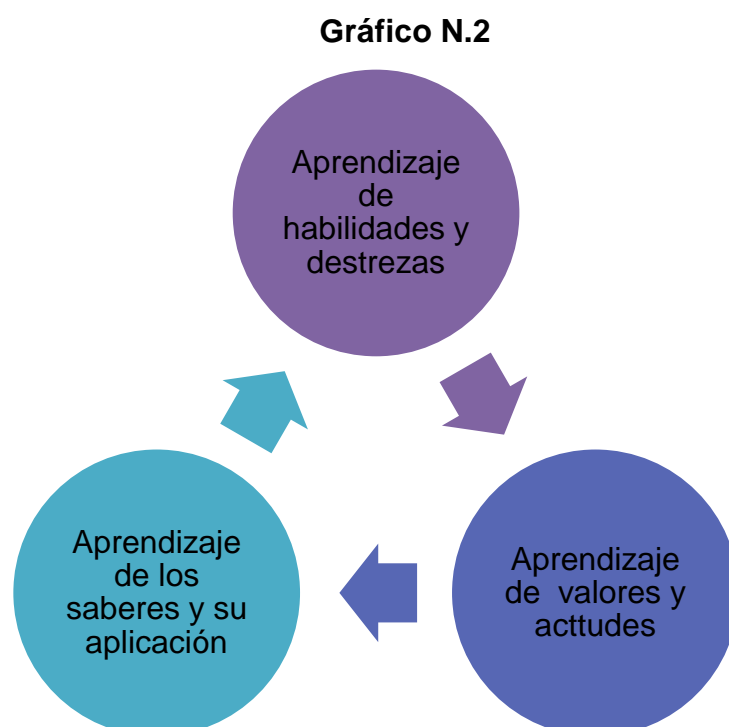 Gráfico N.2
Aprendizaje
de
habilidades y
destrezas
Aprendizaje
de los
saberes y su
aplicación
Aprendizaje
de valores y
acttudes